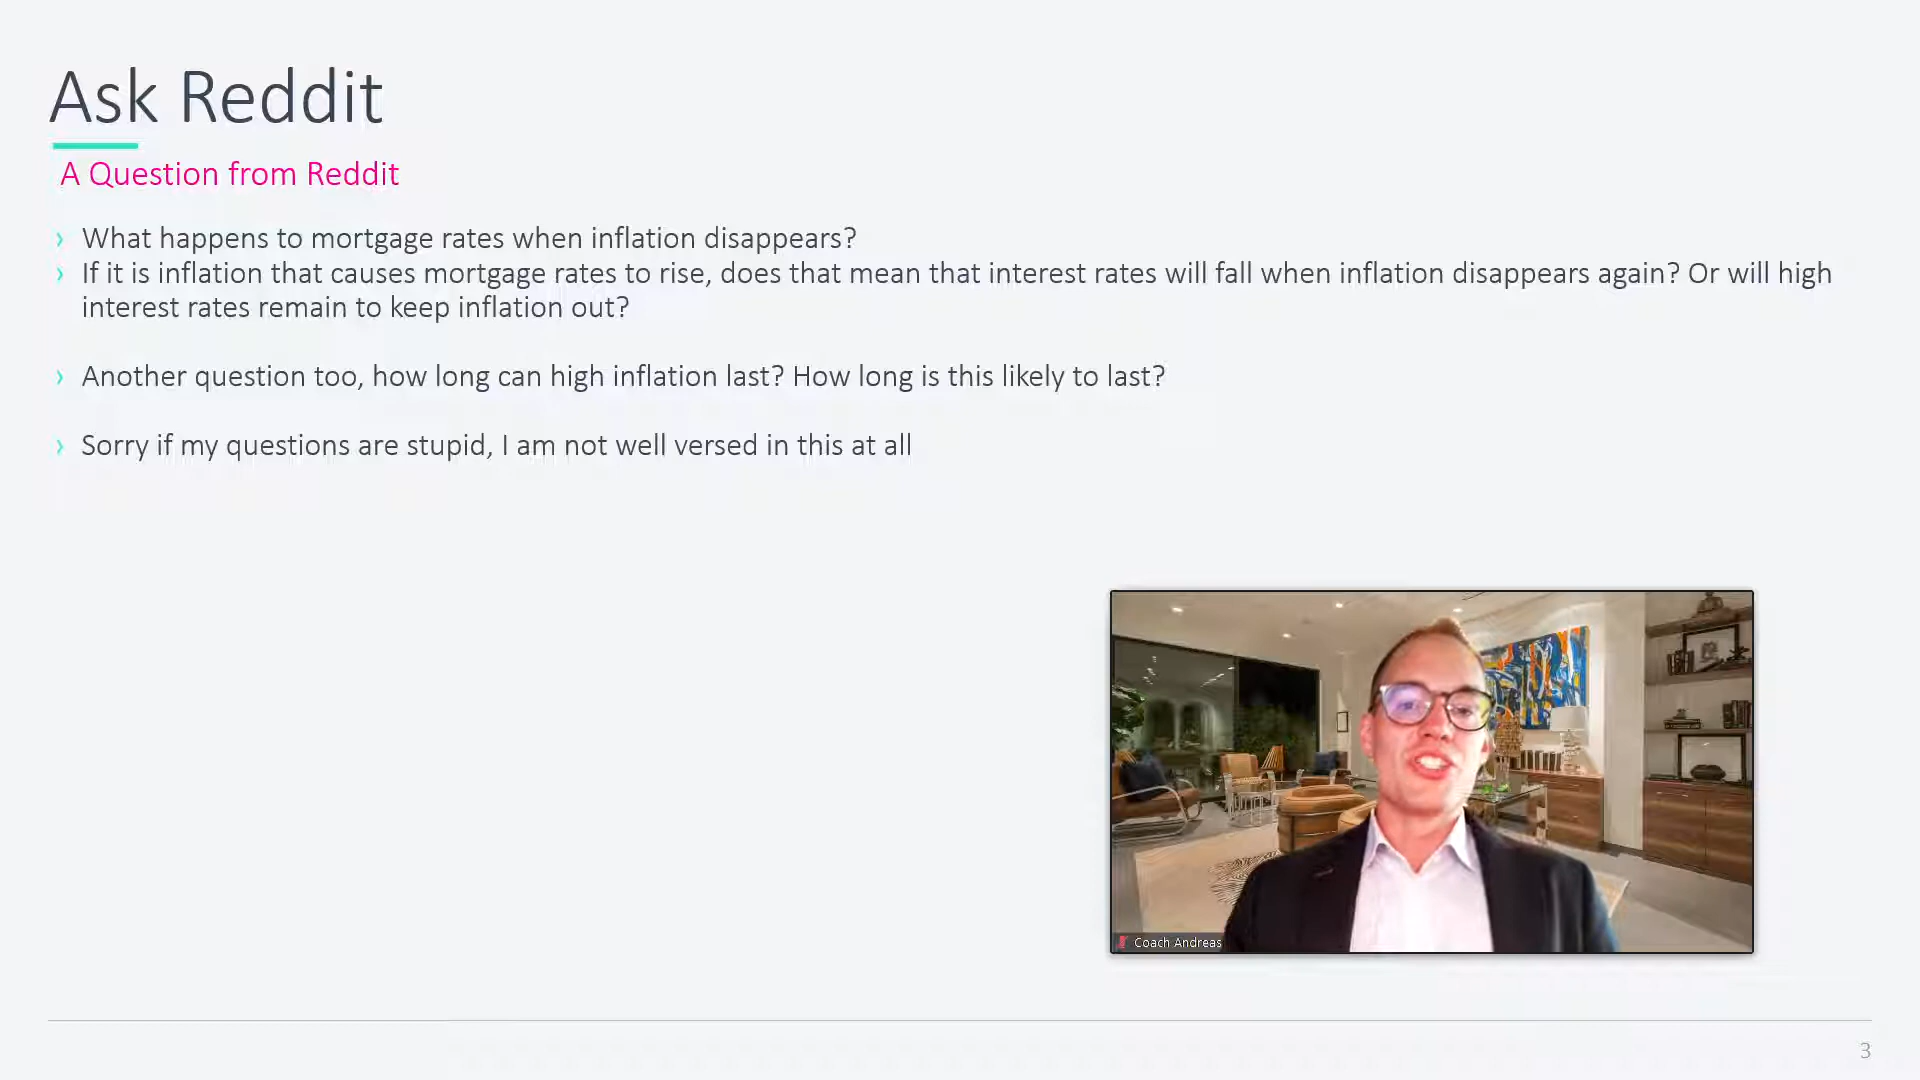 Ask Reddit
A Question from Reddit
› What happens to mortgage rates when inflation disappears?
› If it is inflation that causes mortgage rates to rise, does that mean that interest rates will fall when inflation disappears again? Or will high
interest rates remain to keep inflation out?
› Another question too, how long can high inflation last? How long is this likely to last?
› Sorry if my questions are stupid, I am not well versed in this at all
Coach Andreas
3